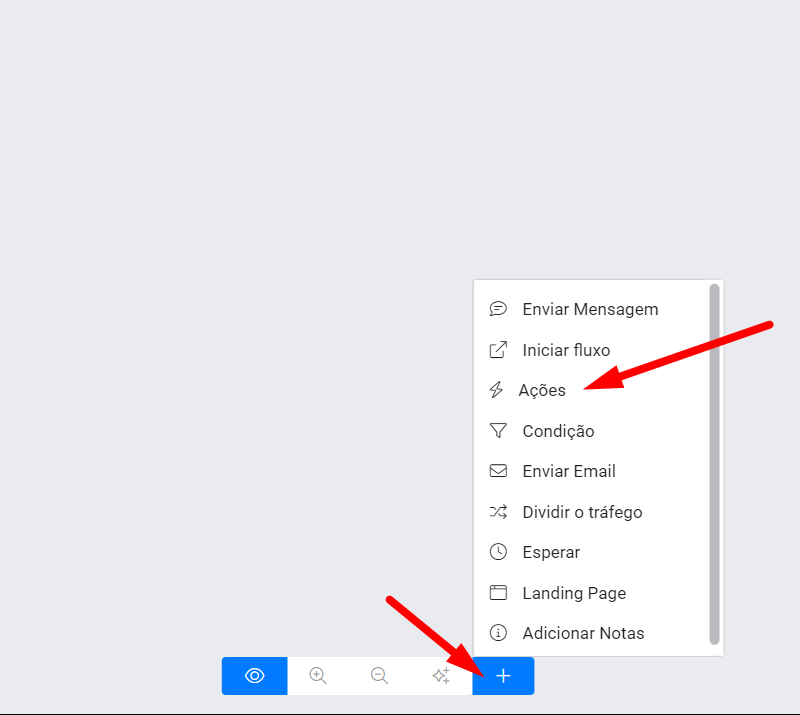 Enviar Mensagem
Iniciar fluxo
Ações
Condição
Enviar Email
Dividir o tráfego
Esperar
Landing Page
Adicionar Notas